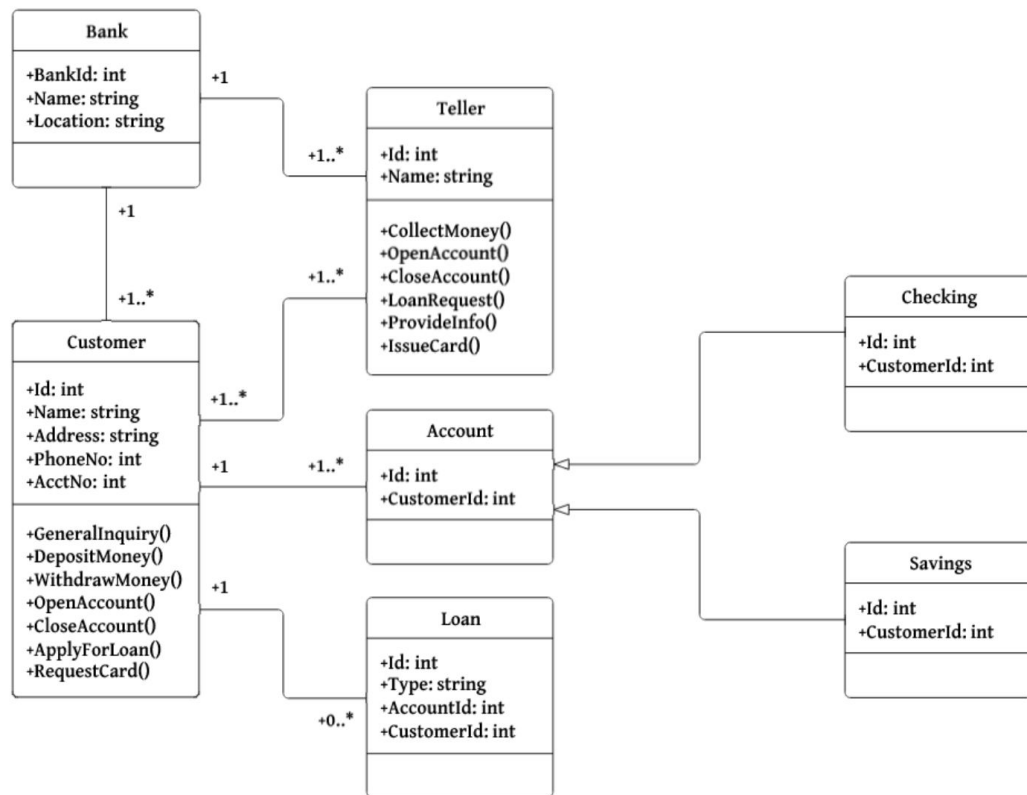 Bank
+BankId: int
+Name: string
+Location: string
+1
+1..*
Teller
+Id: int
+Name: string
+CollectMoney()
+OpenAccount()
+CloseAccount()
+LoanRequest()
+ProvideInfo()
+IssueCard()
+1
+1..*
+1..*
+1..*
Customer
+Id: int
+Name: string
+Address: string
+PhoneNo: int
+AcctNo: int
+GeneralInquiry()
+DepositMoney()
+WithdrawMoney()
+OpenAccount()
+CloseAccount()
+ApplyForLoan()
+RequestCard()
+1
+1..*
Account
+Id: int
+CustomerId: int
+1
+0..*
Loan
+Id: int
+Type: string
+AccountId: int
+CustomerId: int
Checking
+Id: int
+CustomerId: int
Savings
+Id: int
+CustomerId: int